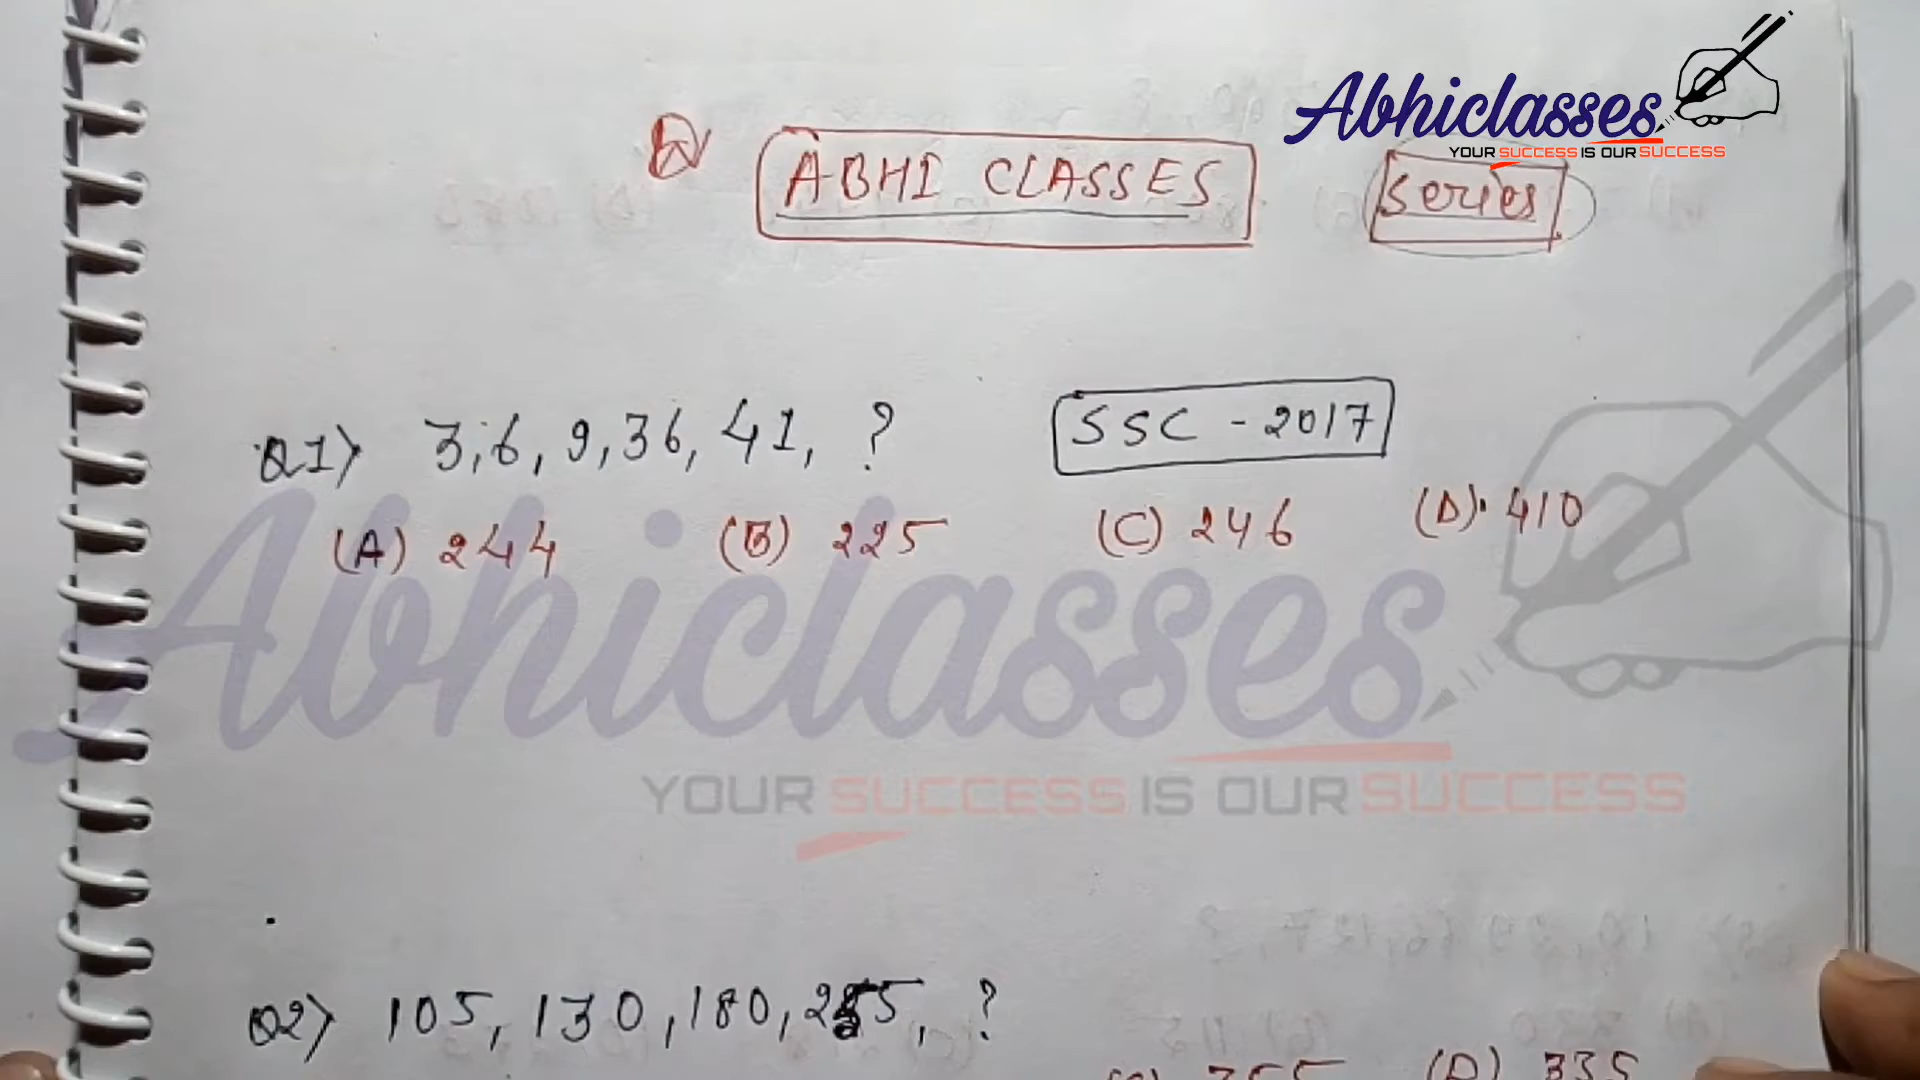 Abhiclasses
YOUR SUCCESS IS OUR SUCCESS
ABHI CLASSES
Series
Q1) 3, 6, 9, 36, 41, ?
SSC - 2017
(A) 244 (B) 225 (C) 246 (D) 410
Abhiclasses
YOUR SUCCESS IS OUR SUCCESS
Q2) 105, 130, 180, 255, ?
(C) 355 (D) 335